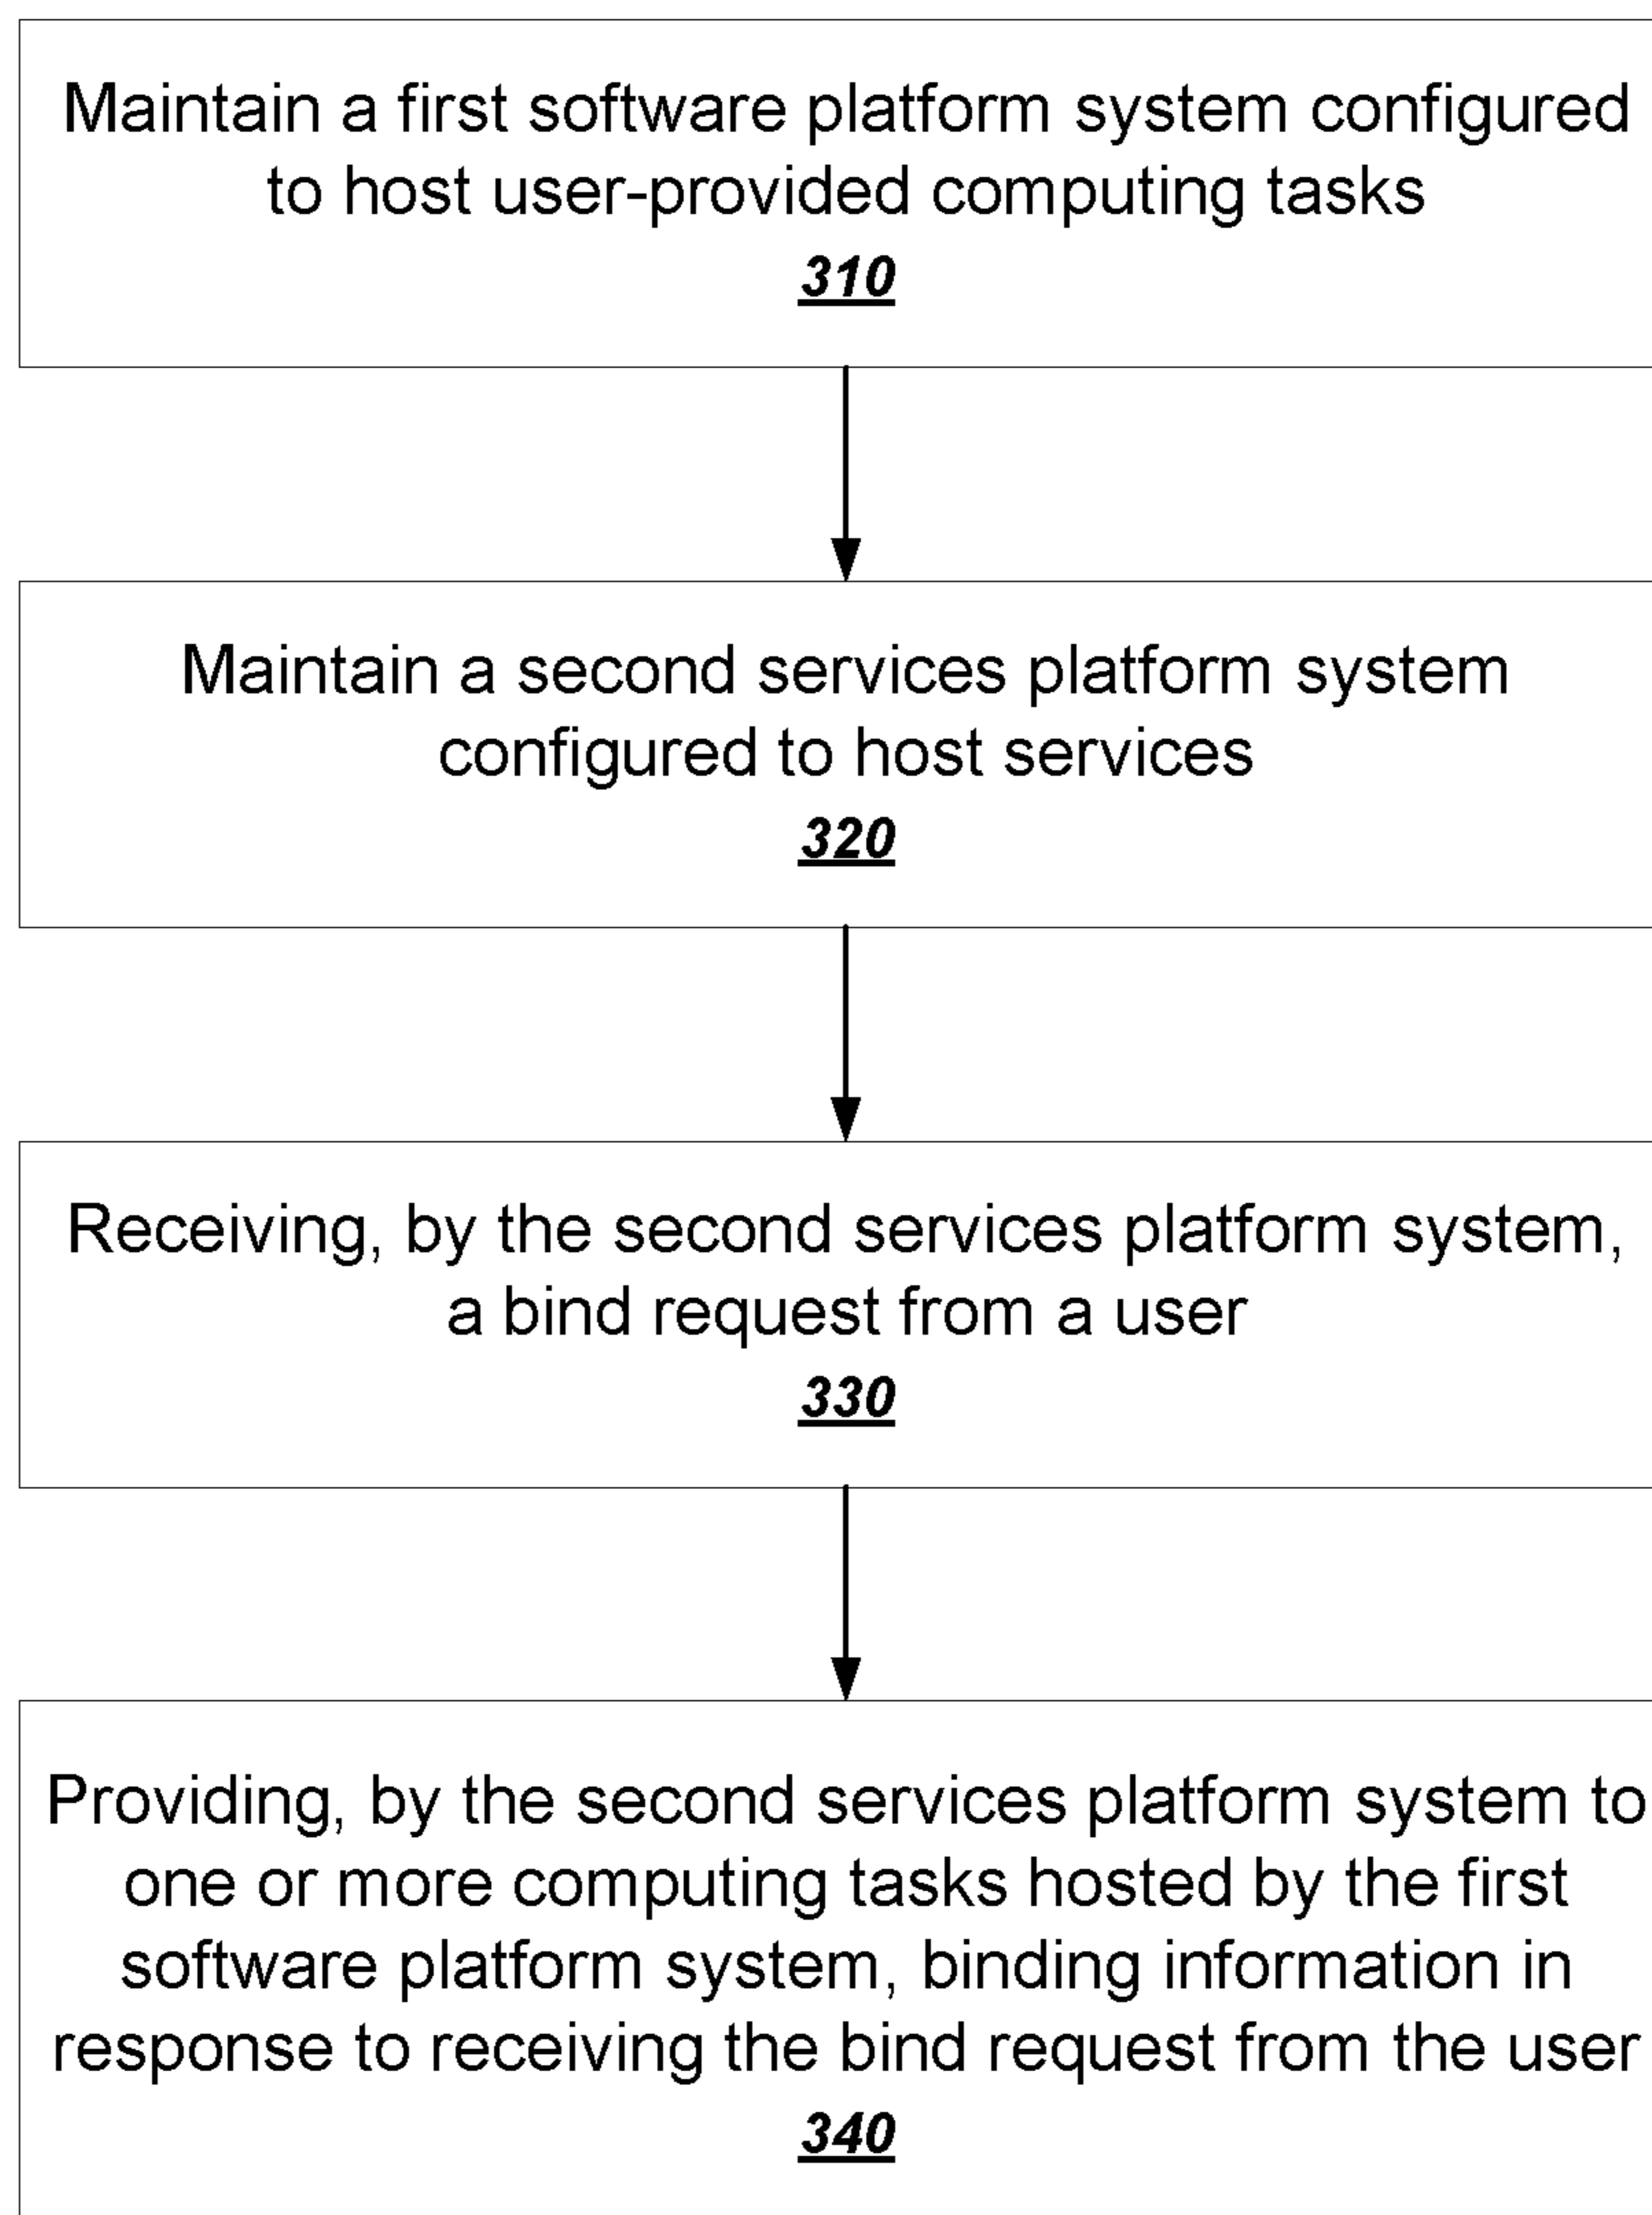 Maintain a first software platform system configured
to host user-provided computing tasks
310
Maintain a second services platform system
configured to host services
320
Receiving, by the second services platform system,
a bind request from a user
330
Providing, by the second services platform system to
one or more computing tasks hosted by the first
software platform system, binding information in
response to receiving the bind request from the user
340